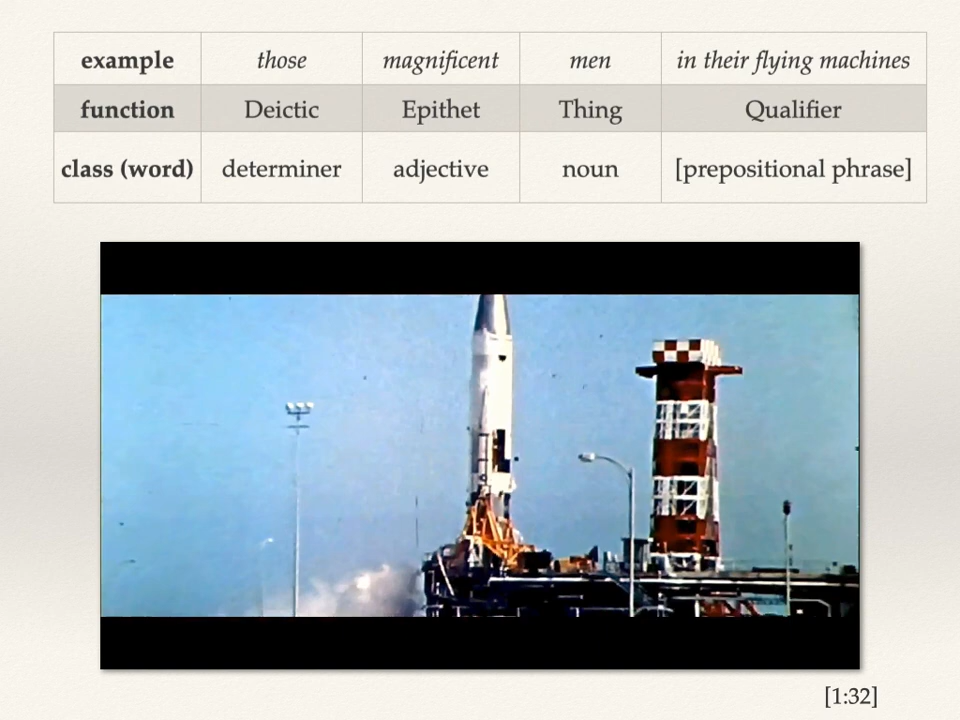 example those magnificent men in their flying machines
function Deictic Epithet Thing Qualifier
class (word) determiner adjective noun [prepositional phrase]
[1:32]